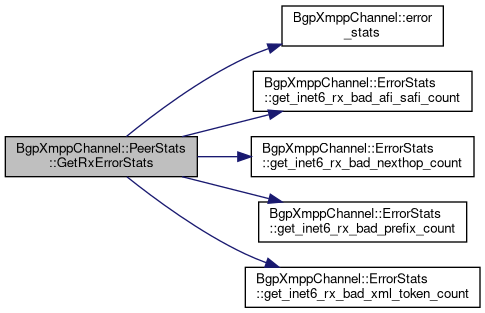 BgpXmppChannel::PeerStats
::GetRxErrorStats
BgpXmppChannel::error
_stats
BgpXmppChannel::ErrorStats
::get_inet6_rx_bad_afi_safi_count
BgpXmppChannel::ErrorStats
::get_inet6_rx_bad_nexthop_count
BgpXmppChannel::ErrorStats
::get_inet6_rx_bad_prefix_count
BgpXmppChannel::ErrorStats
::get_inet6_rx_bad_xml_token_count